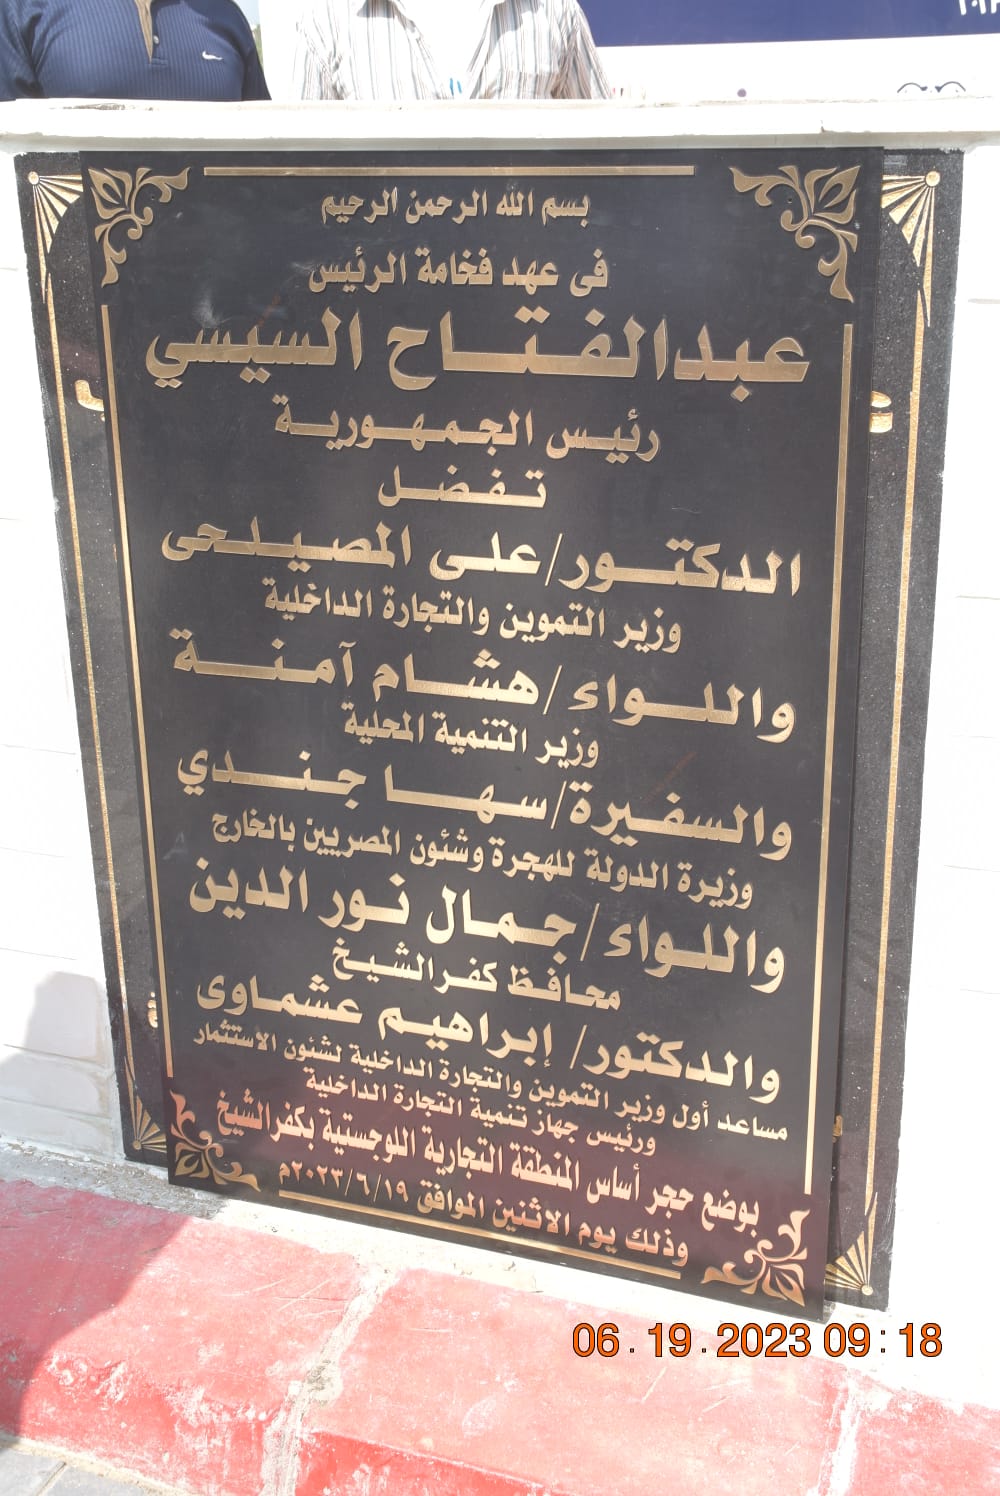 بسم الله الرحمن الرحيم
فى عهد فخامة الرئيس
عبدالفتاح السيسي
رئيس الجمهورية
تفضل
الدكتور/على المصيلحى
وزير التموين والتجارة الداخلية
واللواء/هشام آمنة
وزير التنمية المحلية
والسفيرة/سها جندي
وزيرة الدولة للهجرة وشئون المصريين بالخارج
واللواء/جمال نور الدين
محافظ كفرالشيخ
والدكتور/ إبراهيم عشماوى
مساعد أول وزير التموين والتجارة الداخلية لشئون الاستثمار
ورئيس جهاز تنمية التجارة الداخلية
بوضع حجر أساس المنطقة التجارية اللوجستية بكفرالشيخ
وذلك يوم الاثنين الموافق ٢٠٢٣/٦/١٩م
06.19.2023 09:18